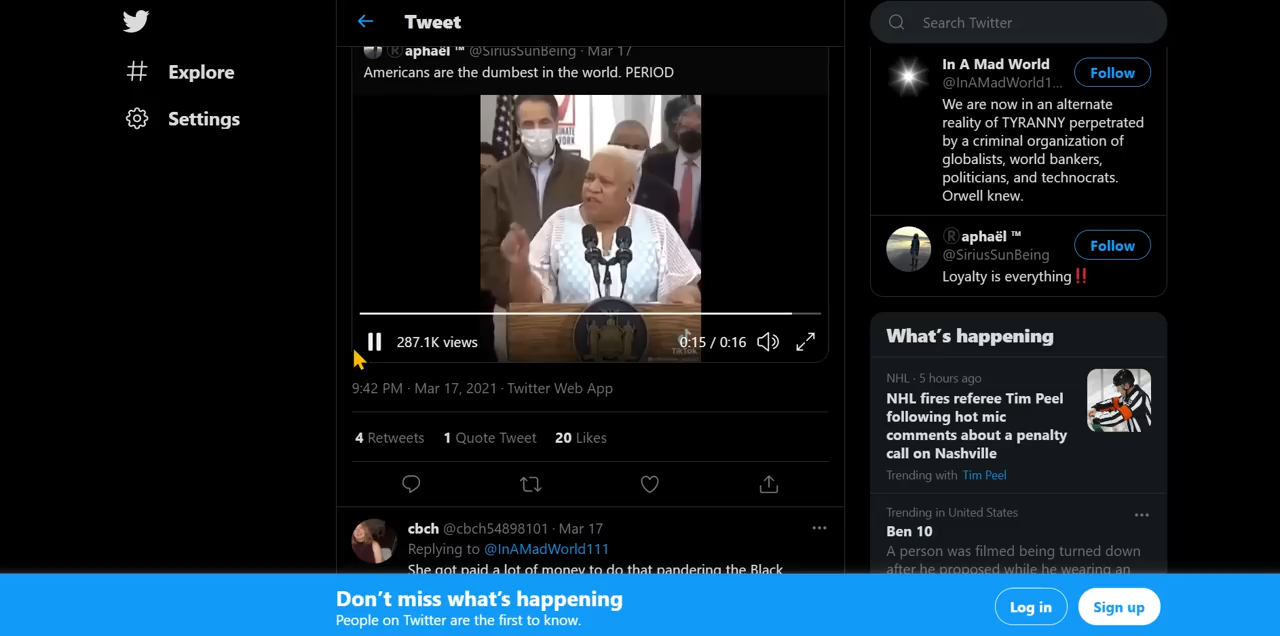 Tweet
Search Twitter
Explore
Settings
Ⓡaphaël ™ @SiriusSunBeing · Mar 17
Americans are the dumbest in the world. PERIOD
287.1K views
0:15 / 0:16
TikTok
9:42 PM · Mar 17, 2021 · Twitter Web App
4 Retweets 1 Quote Tweet 20 Likes
cbch @cbch54898101 · Mar 17
Replying to @InAMadWorld111
She got paid a lot of money to do that pandering the Black
In A Mad World
@InAMadWorld1...
Follow
We are now in an alternate
reality of TYRANNY perpetrated
by a criminal organization of
globalists, world bankers,
politicians, and technocrats.
Orwell knew.
Ⓡaphaël ™
@SiriusSunBeing
Follow
Loyalty is everything‼️
What's happening
NHL · 5 hours ago
NHL fires referee Tim Peel
following hot mic
comments about a penalty
call on Nashville
Trending with Tim Peel
Trending in United States
Ben 10
A person was filmed being turned down
after he proposed while he wearing an
Don't miss what's happening
People on Twitter are the first to know.
Log in
Sign up